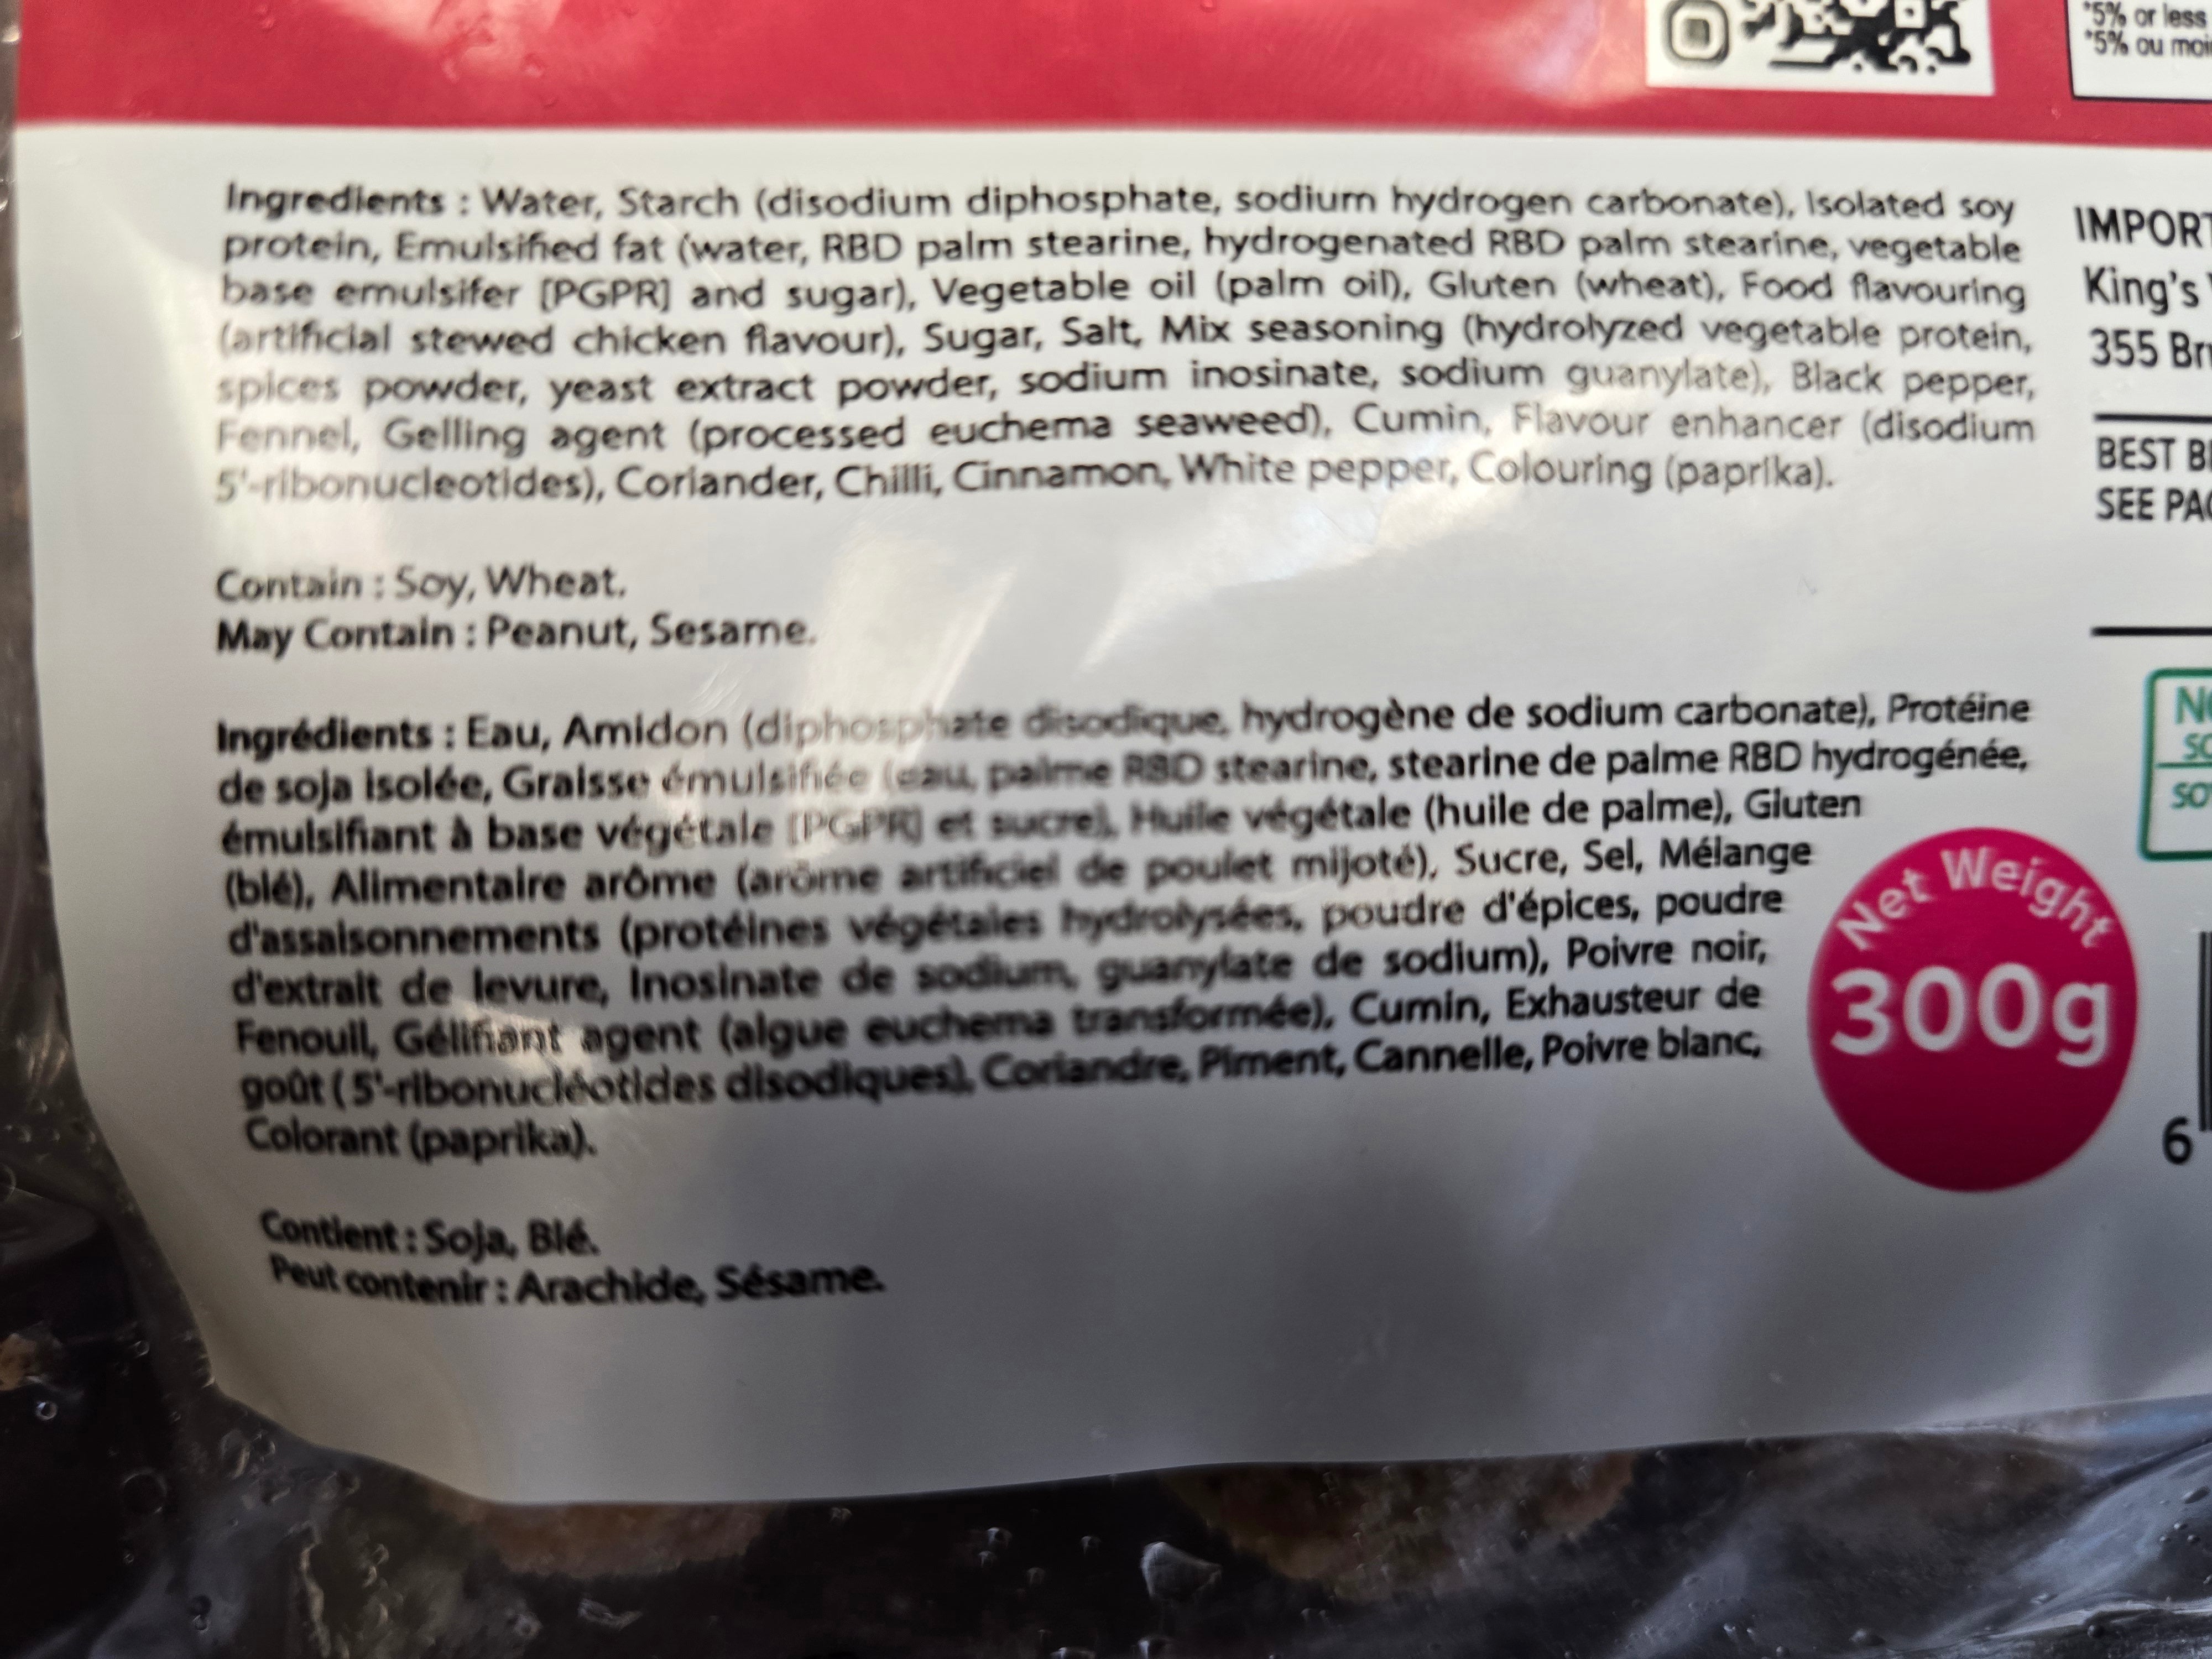 *5% or less
*5% ou moi
Ingredients : Water, Starch (disodium diphosphate, sodium hydrogen carbonate), Isolated soy
protein, Emulsified fat (water, RBD palm stearine, hydrogenated RBD palm stearine, vegetable
base emulsifer [PGPR] and sugar), Vegetable oil (palm oil), Gluten (wheat), Food flavouring
(artificial stewed chicken flavour), Sugar, Salt, Mix seasoning (hydrolyzed vegetable protein,
spices powder, yeast extract powder, sodium inosinate, sodium guanylate), Black pepper,
Fennel, Gelling agent (processed euchema seaweed), Cumin, Flavour enhancer (disodium
5'-ribonucleotides), Coriander, Chilli, Cinnamon, White pepper, Colouring (paprika).
Contain : Soy, Wheat.
May Contain : Peanut, Sesame.
Ingrédients : Eau, Amidon (diphosphate disodique, hydrogène de sodium carbonate), Protéine
de soja isolée, Graisse émulsifiée (eau, palme RBD stearine, stearine de palme RBD hydrogénée,
émulsifiant à base végétale [PGPR] et sucre), Huile végétale (huile de palme), Gluten
(blé), Alimentaire arôme (arôme artificiel de poulet mijoté), Sucre, Sel, Mélange
d'assaisonnements (protéines végétales hydrolysées, poudre d'épices, poudre
d'extrait de levure, Inosinate de sodium, guanylate de sodium), Poivre noir,
Fenouil, Gélifiant agent (algue euchema transformée), Cumin, Exhausteur de
goût ( 5'-ribonucléotides disodiques), Coriandre, Piment, Cannelle, Poivre blanc,
Colorant (paprika).
Contient : Soja, Blé.
Peut contenir : Arachide, Sésame.
Net Weight
300g
IMPORT
King's
355 Br
BEST B
SEE PA
6